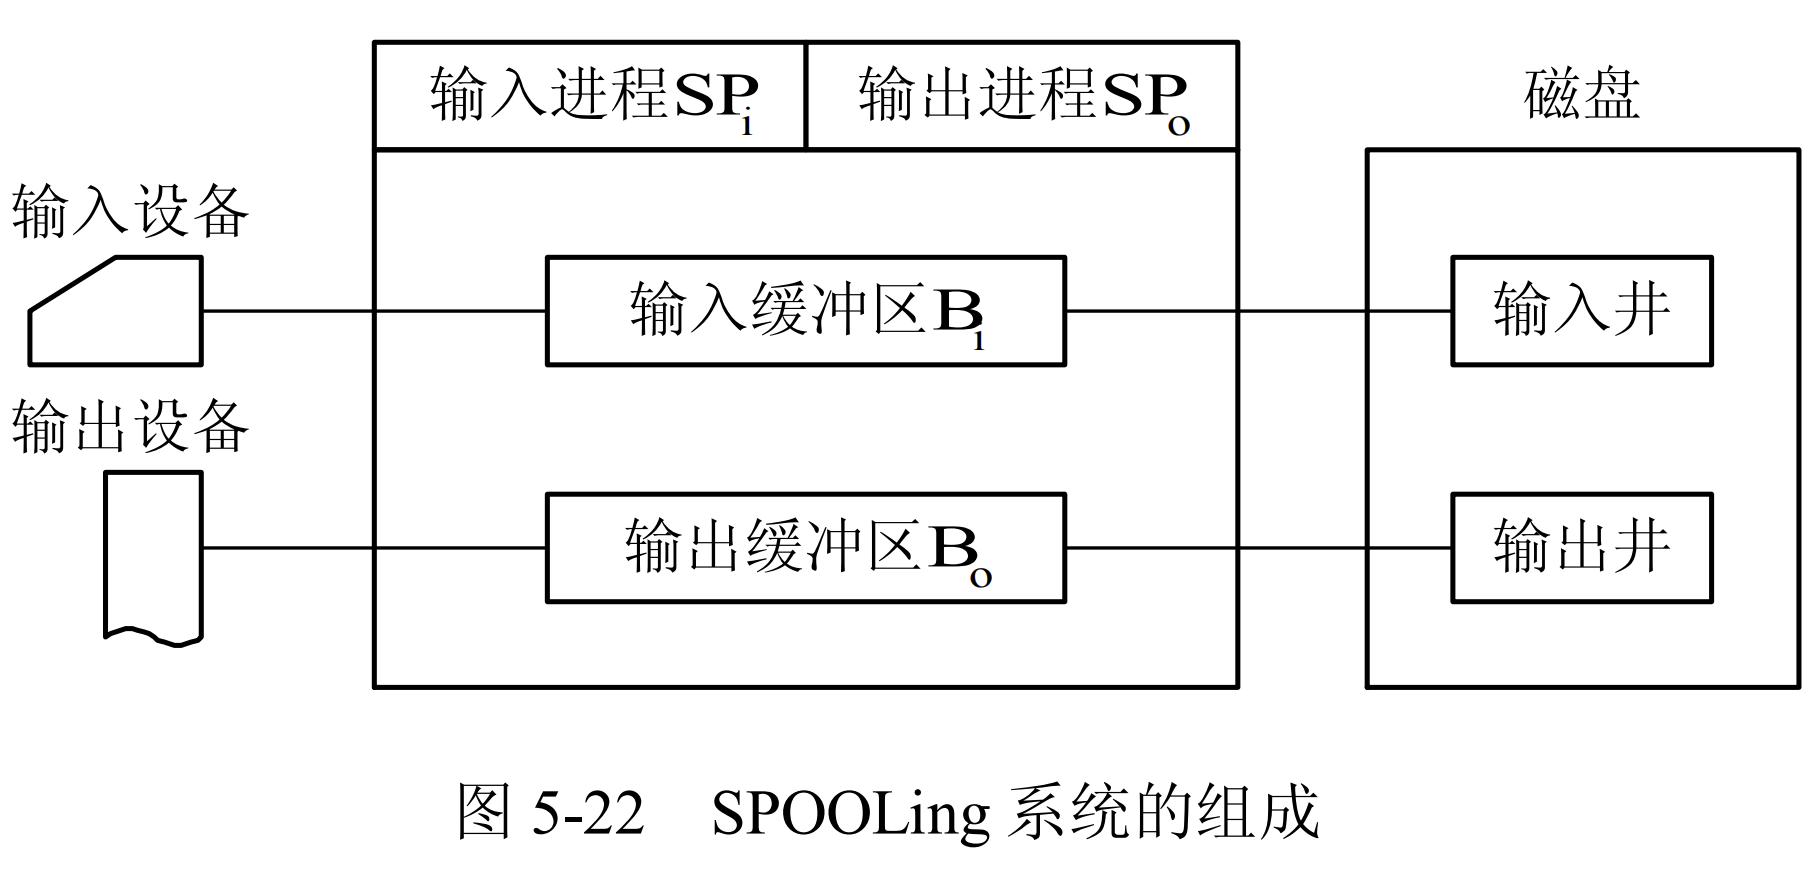 输入进程SPi 输出进程SPo
磁盘
输入设备
输入缓冲区Bi
输入井
输出设备
输出缓冲区Bo
输出井
图 5-22 SPOOLing 系统的组成